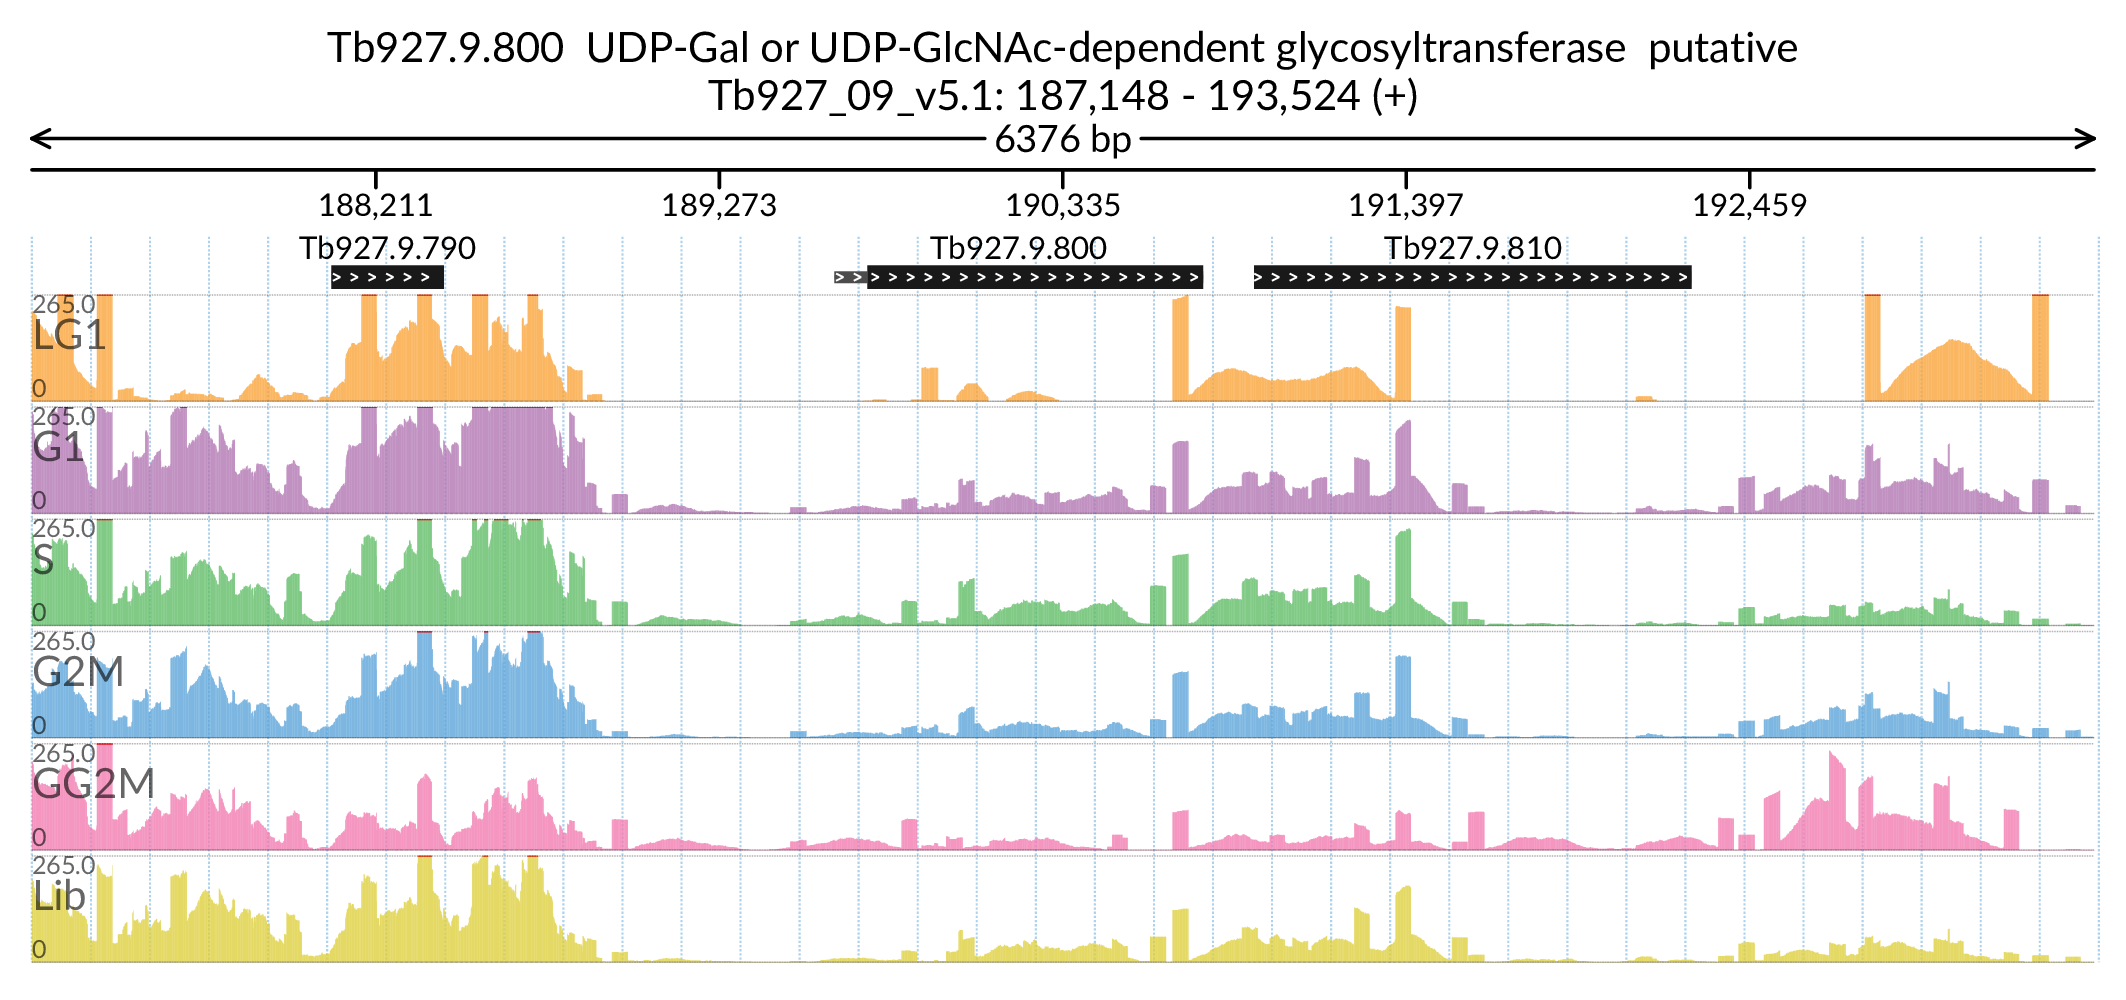 Tb927.9.800  UDP-Gal or UDP-GlcNAc-dependent glycosyltransferase  putative
Tb927_09_v5.1: 187,148 - 193,524 (+)
6376 bp
188,211 189,273 190,335 191,397 192,459
Tb927.9.790 Tb927.9.800 Tb927.9.810
265.0
LG1
0
265.0
G1
0
265.0
S
0
265.0
G2M
0
265.0
GG2M
0
265.0
Lib
0